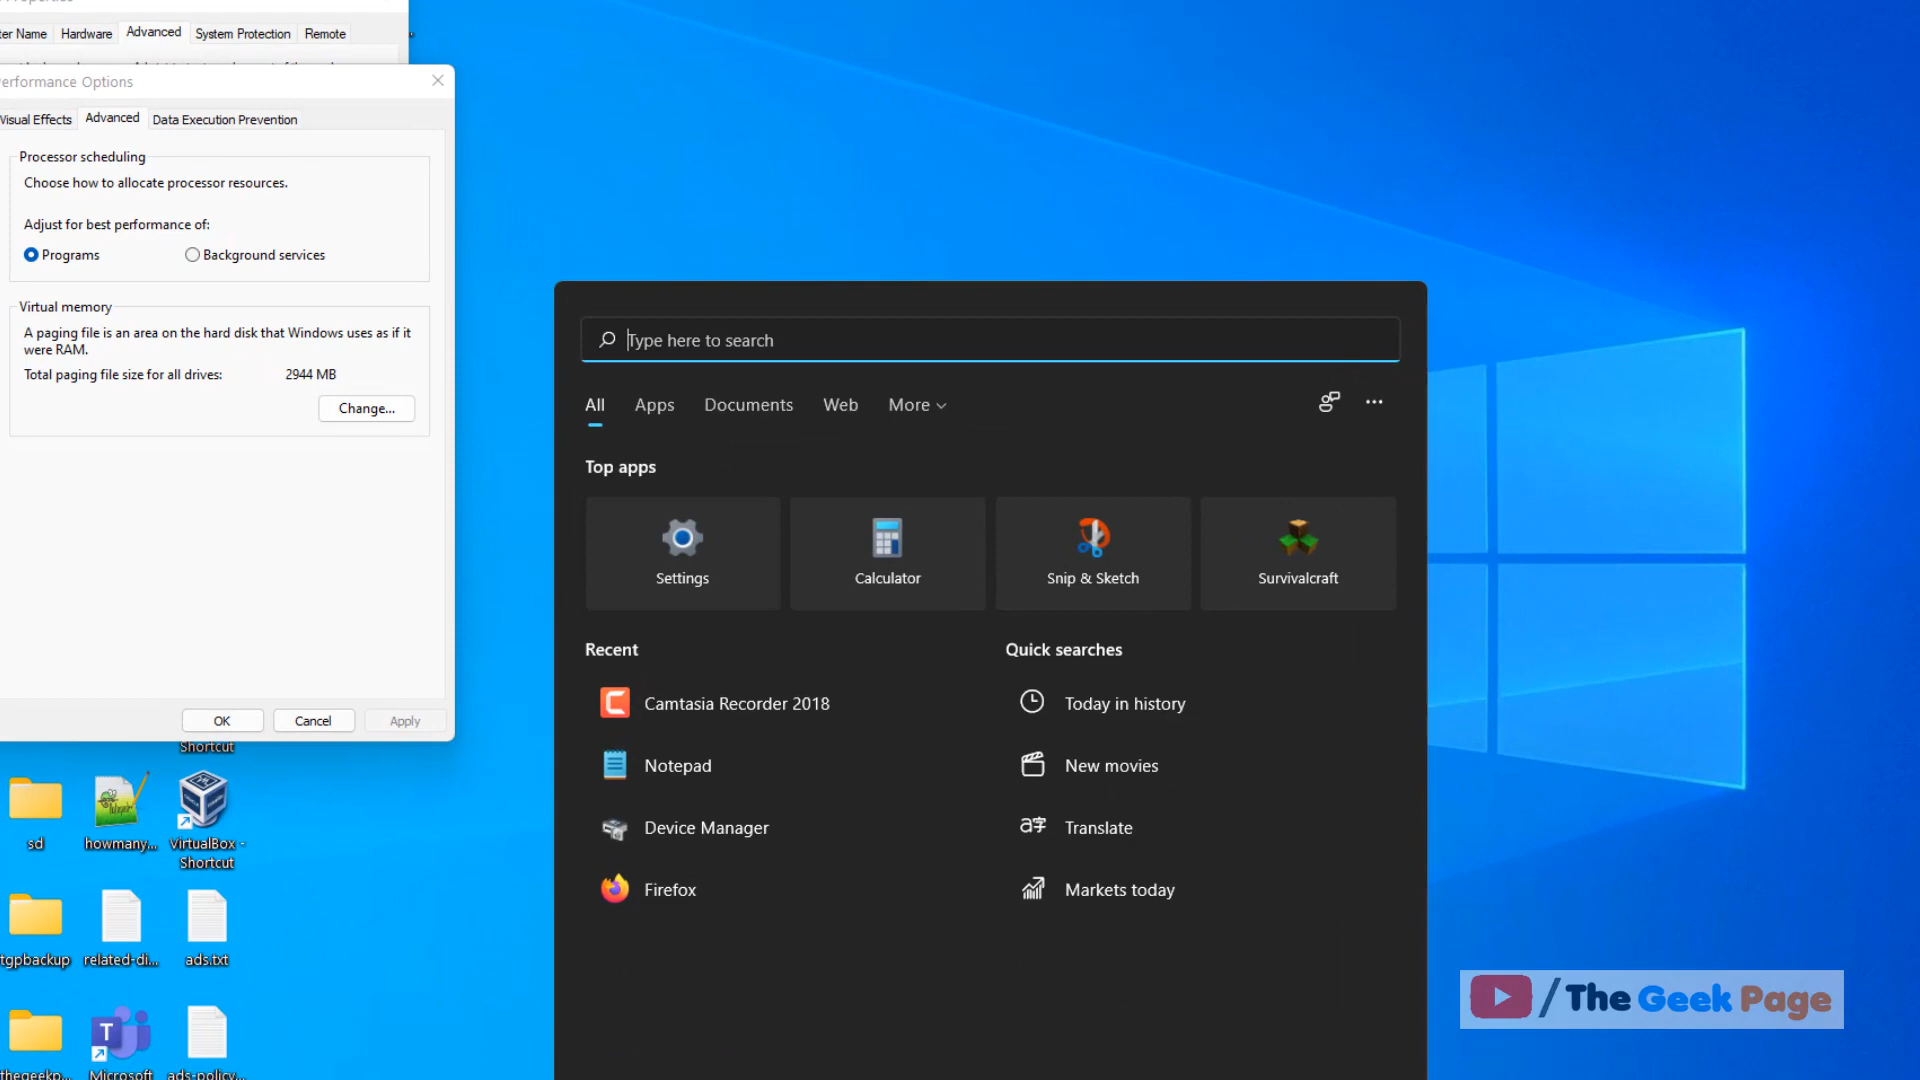 ter Name Hardware Advanced System Protection Remote
erformance Options
Visual Effects Advanced Data Execution Prevention
Processor scheduling
Choose how to allocate processor resources.
Adjust for best performance of:
Programs Background services
Virtual memory
A paging file is an area on the hard disk that Windows uses as if it
were RAM.
Total paging file size for all drives: 2944 MB
Change...
OK Cancel Apply
Shortcut
sd howmany... VirtualBox -
Shortcut
tgpbackup related-di... ads.txt
thegeekp... Microsoft ads-policy...
Type here to search
All Apps Documents Web More
Top apps
Settings Calculator Snip & Sketch Survivalcraft
Recent
Camtasia Recorder 2018
Notepad
Device Manager
Firefox
Quick searches
Today in history
New movies
Translate
Markets today
/The Geek Page